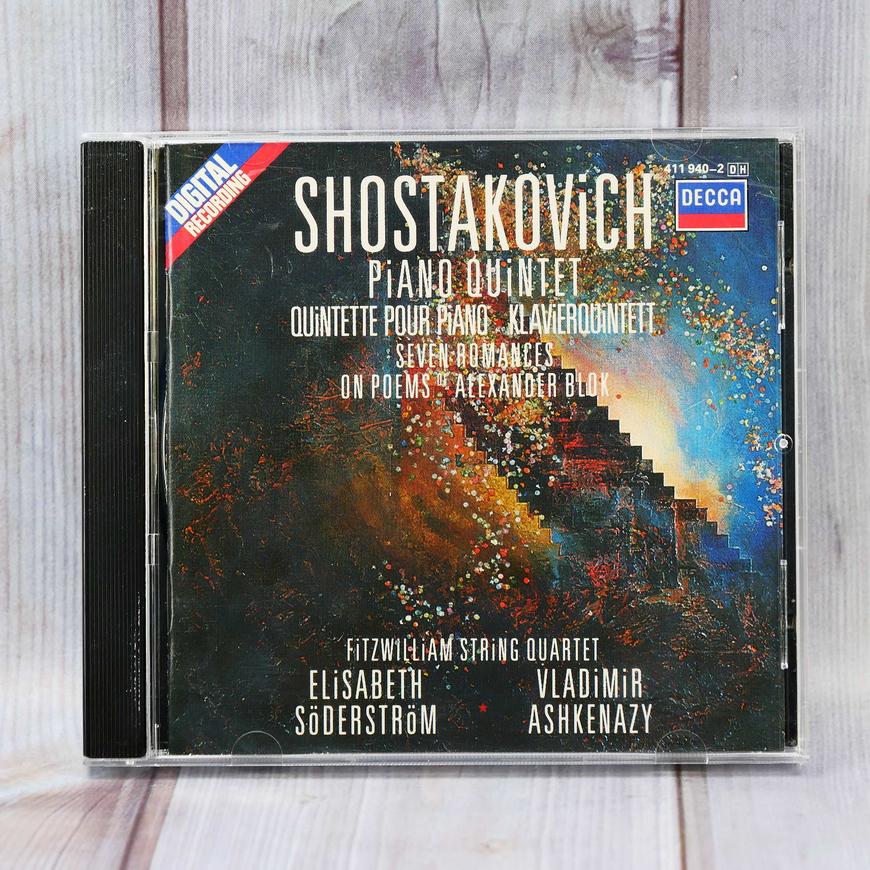 DIGITAL
RECORDING
411 940-2 DH
DECCA
SHOSTAKOViCH
PiANO QUiNTET
QUiNTETTE POUR PiANO · KLAViERQUiNTETT
SEVEN ROMANCES
ON POEMS OF ALEXANDER BLOK
FiTZWiLLiAM STRiNG QUARTET
ELiSABETH
SöDERSTRöM
VLADiMiR
ASHKENAZY